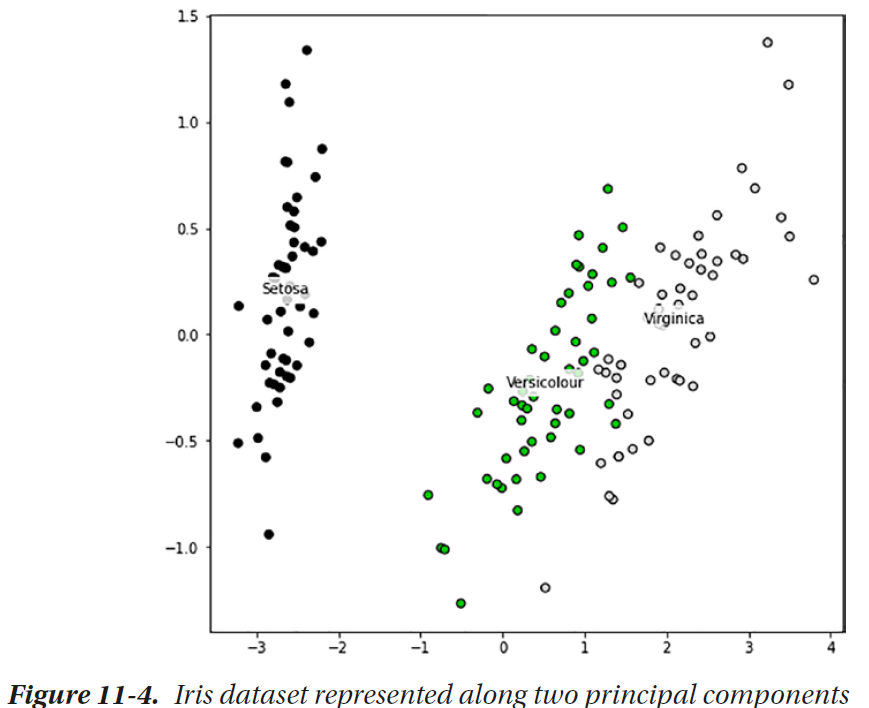 1.5
1.0
0.5
0.0
−0.5
−1.0
Setosa
Virginica
Versicolour
−3 −2 −1 0 1 2 3 4
Figure 11-4. Iris dataset represented along two principal components